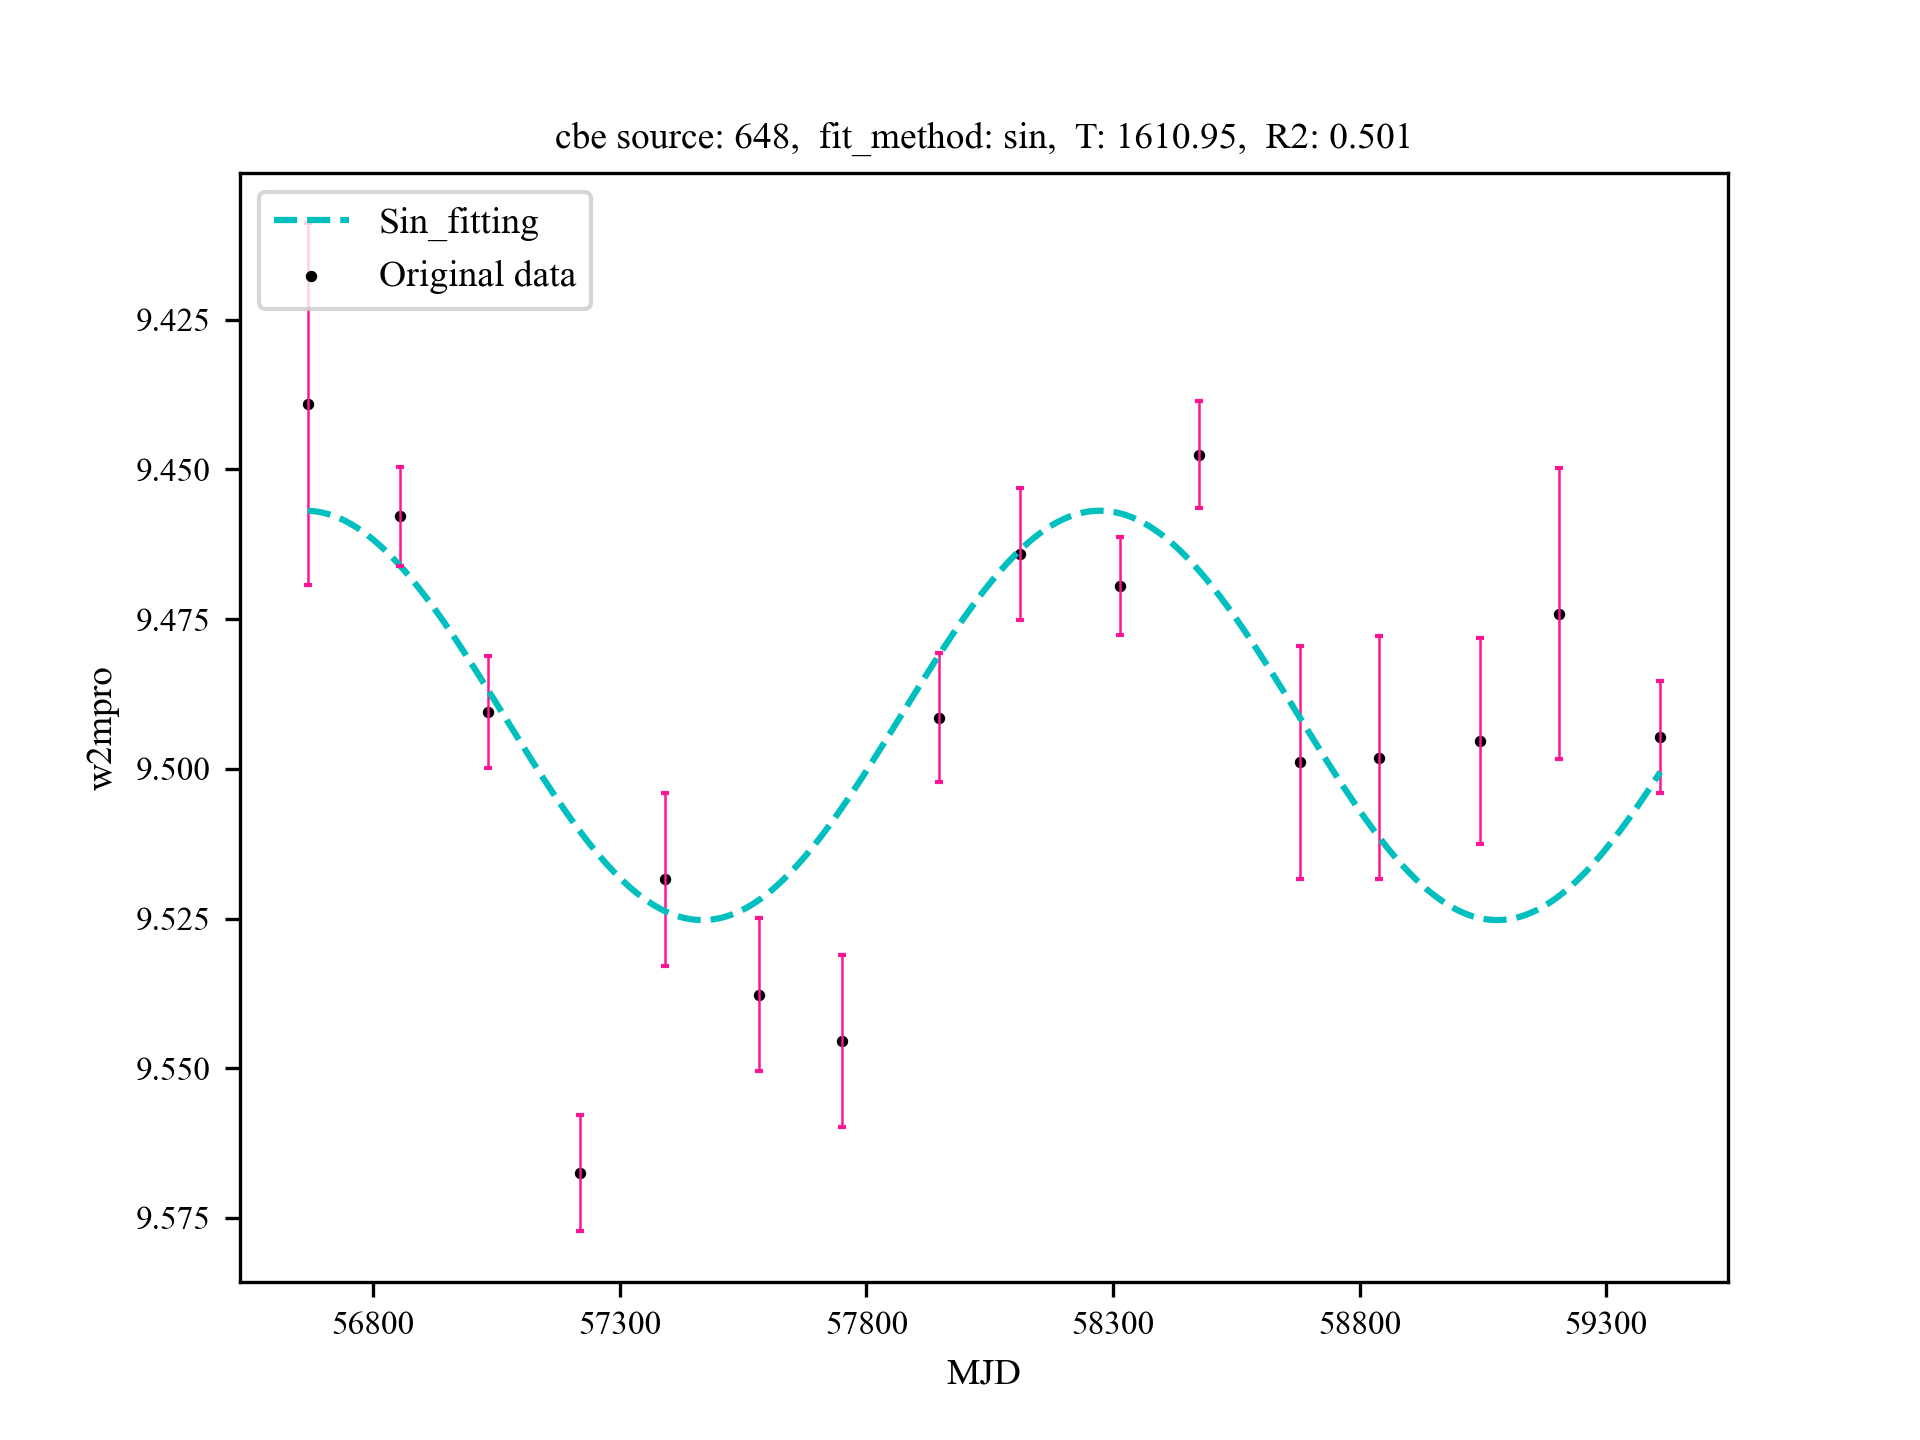 cbe source: 648,  fit_method: sin,  T: 1610.95,  R2: 0.501
Sin_fitting
Original data
9.425
9.450
9.475
9.500
9.525
9.550
9.575
w2mpro
56800 57300 57800 58300 58800 59300
MJD